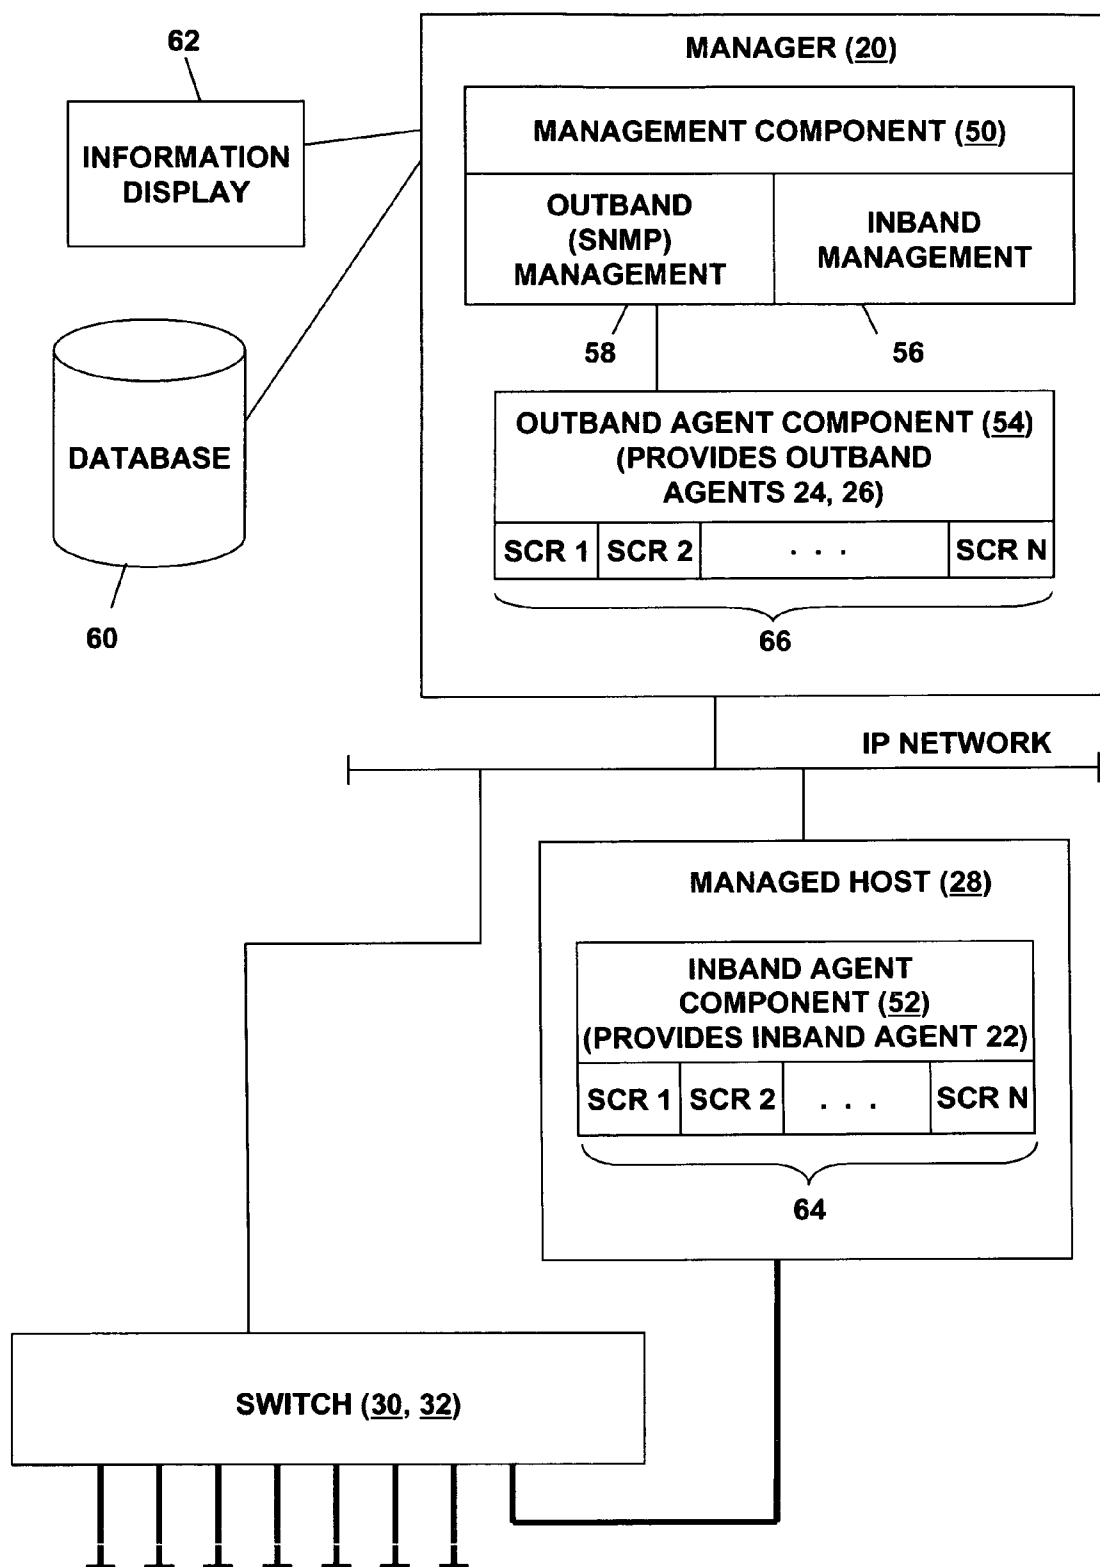 62
INFORMATION
DISPLAY
DATABASE
60
MANAGER (20)
MANAGEMENT COMPONENT (50)
OUTBAND
(SNMP)
MANAGEMENT
INBAND
MANAGEMENT
58
56
OUTBAND AGENT COMPONENT (54)
(PROVIDES OUTBAND
AGENTS 24, 26)
SCR 1 SCR 2 . . . SCR N
66
IP NETWORK
MANAGED HOST (28)
INBAND AGENT
COMPONENT (52)
(PROVIDES INBAND AGENT 22)
SCR 1 SCR 2 . . . SCR N
64
SWITCH (30, 32)